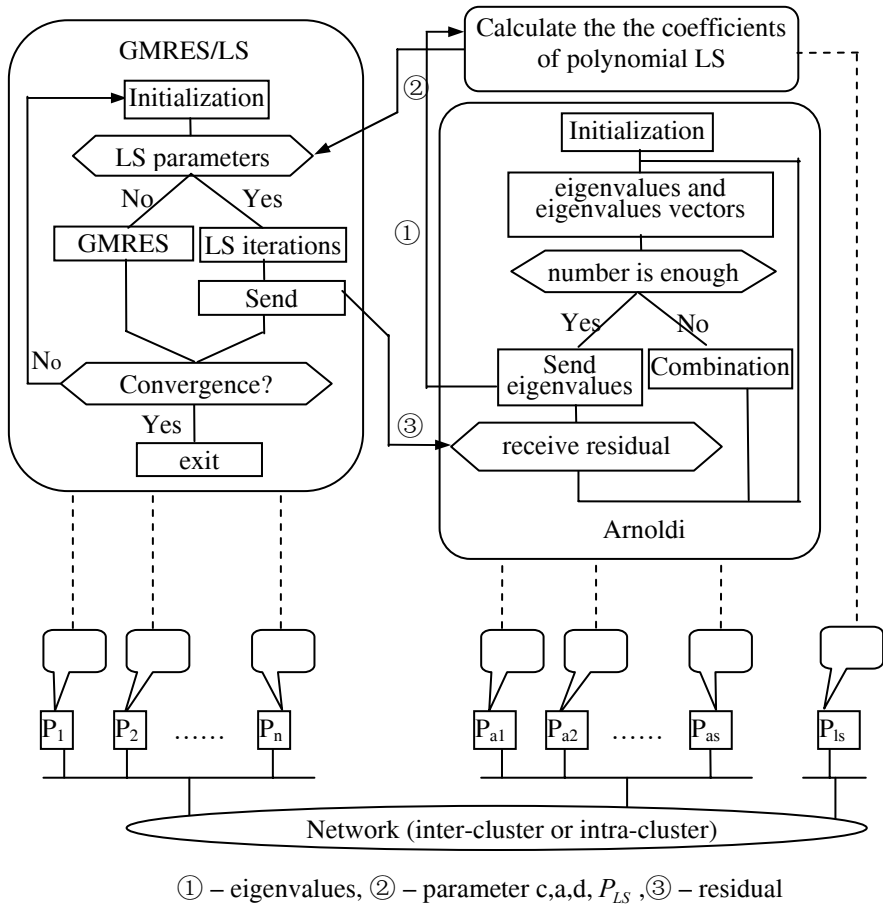 GMRES/LS
Initialization
LS parameters
No
Yes
GMRES
LS iterations
Send
No
Convergence?
Yes
exit
Calculate the the coefficients
of polynomial LS
②
①
③
Initialization
eigenvalues and
eigenvalues vectors
number is enough
Yes
No
Send
eigenvalues
Combination
receive residual
Arnoldi
P1
P2
......
Pn
Pa1
Pa2
......
Pas
Pls
Network (inter-cluster or intra-cluster)
① – eigenvalues, ② – parameter c,a,d, PLS ,③ – residual